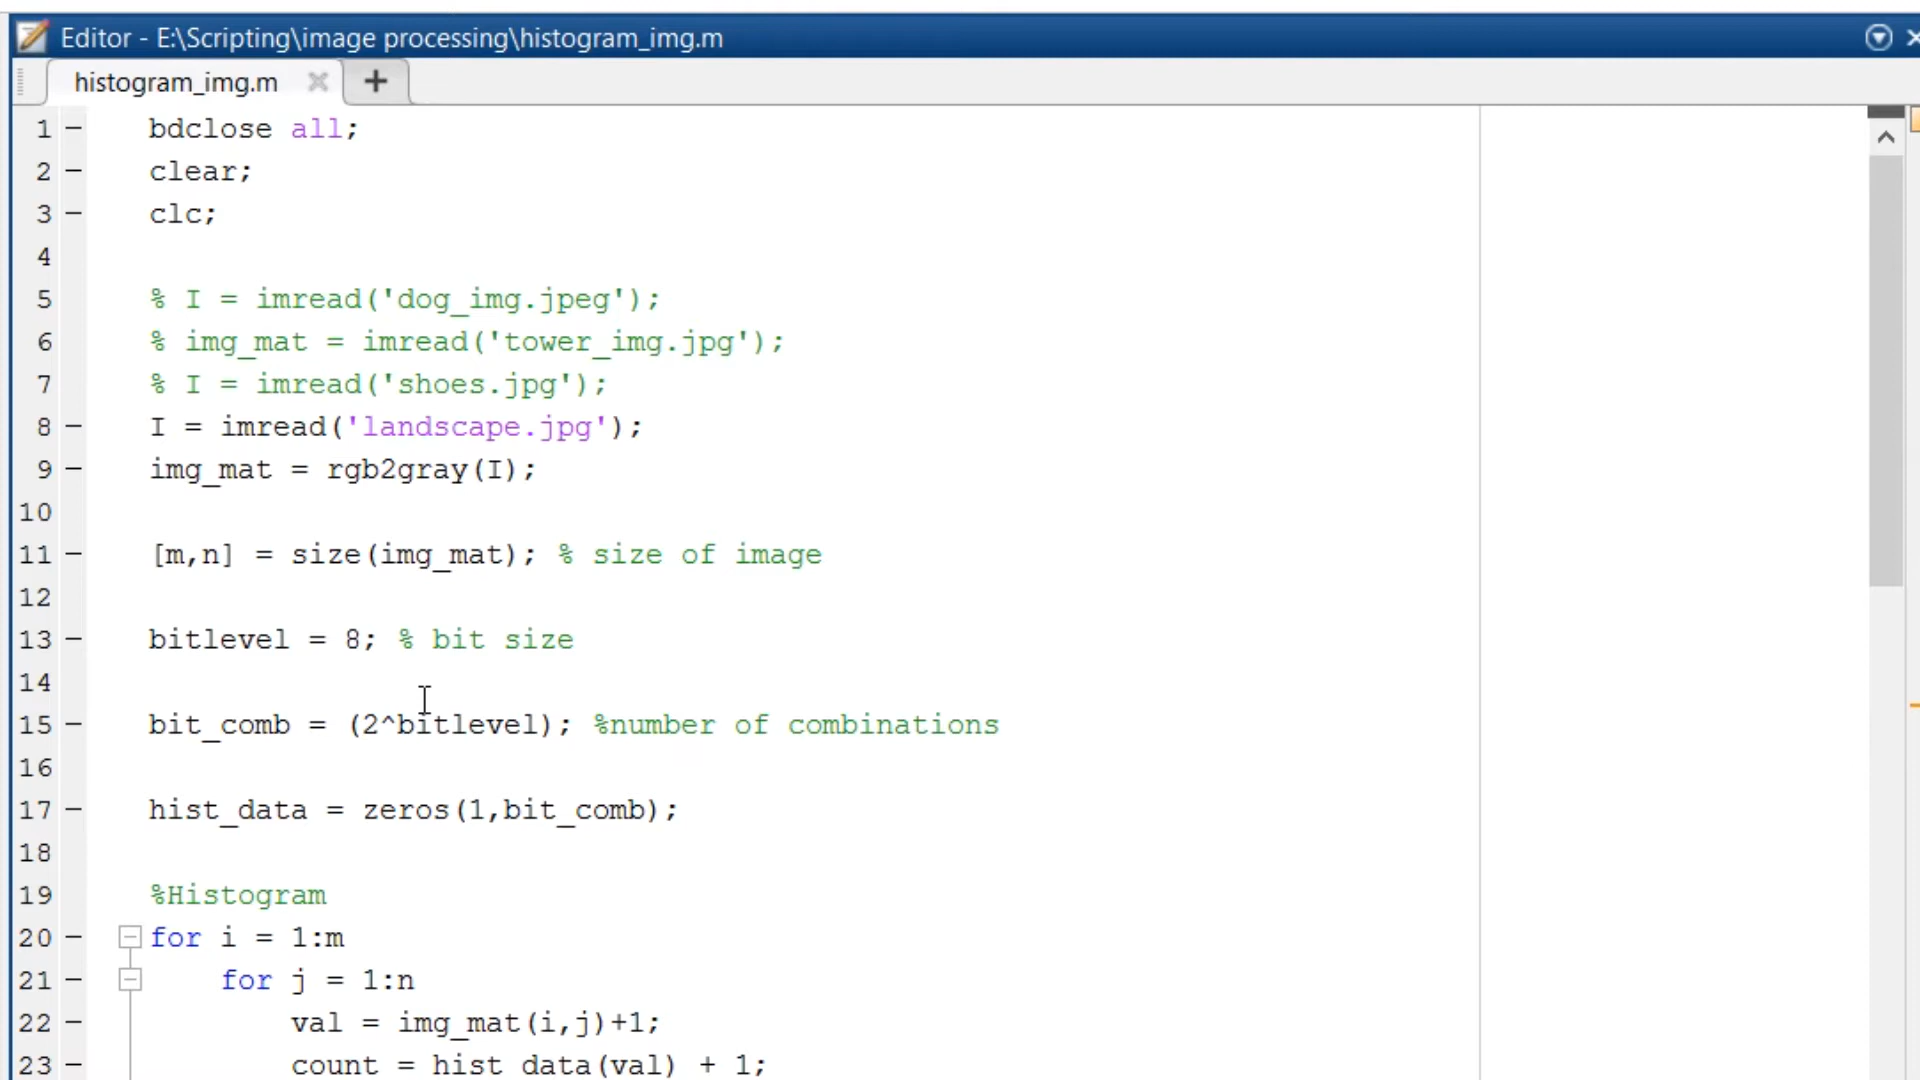 Editor - E:\Scripting\image processing\histogram_img.m
histogram_img.m
1 bdclose all;
2 clear;
3 clc;
4
5 % I = imread('dog_img.jpeg');
6 % img_mat = imread('tower_img.jpg');
7 % I = imread('shoes.jpg');
8 I = imread('landscape.jpg');
9 img_mat = rgb2gray(I);
10
11 [m,n] = size(img_mat); % size of image
12
13 bitlevel = 8; % bit size
14
15 bit_comb = (2^bitlevel); %number of combinations
16
17 hist_data = zeros(1,bit_comb);
18
19 %Histogram
20 for i = 1:m
21 for j = 1:n
22 val = img_mat(i,j)+1;
23 count = hist_data(val) + 1;